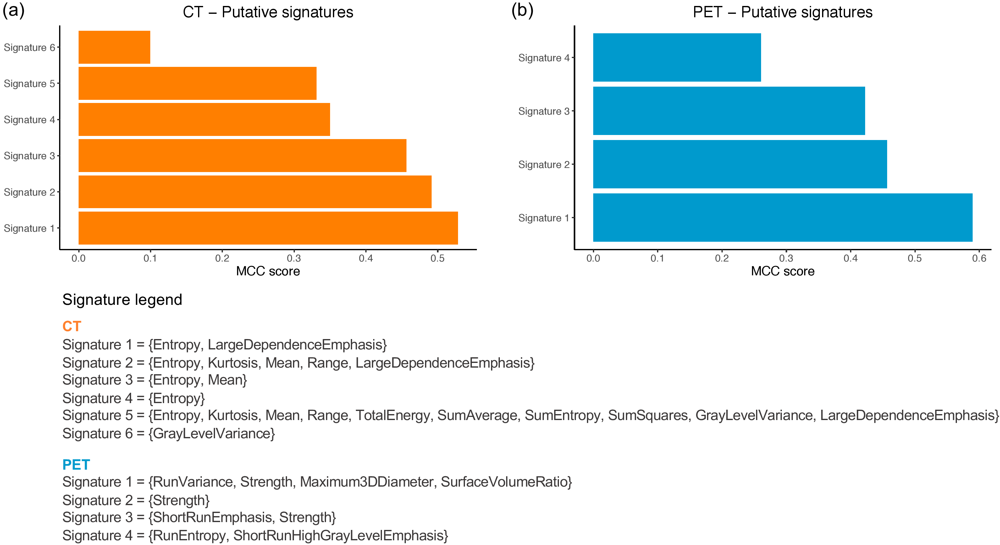 (a)
CT – Putative signatures
Signature 6
Signature 5
Signature 4
Signature 3
Signature 2
Signature 1
0.0 0.1 0.2 0.3 0.4 0.5
MCC score
(b)
PET – Putative signatures
Signature 4
Signature 3
Signature 2
Signature 1
0.0 0.1 0.2 0.3 0.4 0.5 0.6
MCC score
Signature legend
CT
Signature 1 = {Entropy, LargeDependenceEmphasis}
Signature 2 = {Entropy, Kurtosis, Mean, Range, LargeDependenceEmphasis}
Signature 3 = {Entropy, Mean}
Signature 4 = {Entropy}
Signature 5 = {Entropy, Kurtosis, Mean, Range, TotalEnergy, SumAverage, SumEntropy, SumSquares, GrayLevelVariance, LargeDependenceEmphasis}
Signature 6 = {GrayLevelVariance}
PET
Signature 1 = {RunVariance, Strength, Maximum3DDiameter, SurfaceVolumeRatio}
Signature 2 = {Strength}
Signature 3 = {ShortRunEmphasis, Strength}
Signature 4 = {RunEntropy, ShortRunHighGrayLevelEmphasis}